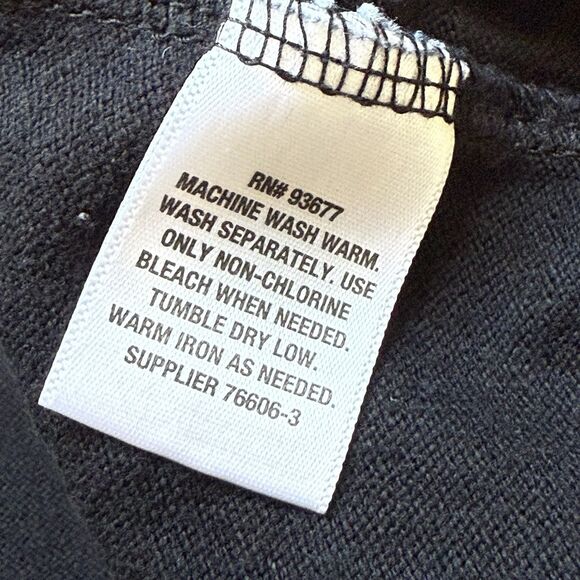 RN# 93677
MACHINE WASH WARM.
WASH SEPARATELY. USE
ONLY NON-CHLORINE
BLEACH WHEN NEEDED.
TUMBLE DRY LOW.
WARM IRON AS NEEDED.
SUPPLIER 76606-3